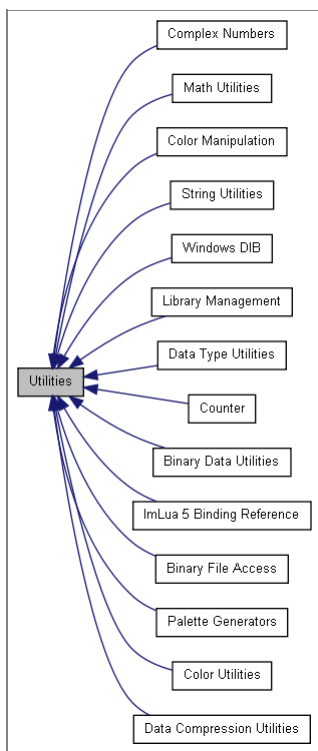 Complex Numbers
Math Utilities
Color Manipulation
String Utilities
Windows DIB
Library Management
Data Type Utilities
Utilities
Counter
Binary Data Utilities
ImLua 5 Binding Reference
Binary File Access
Palette Generators
Color Utilities
Data Compression Utilities